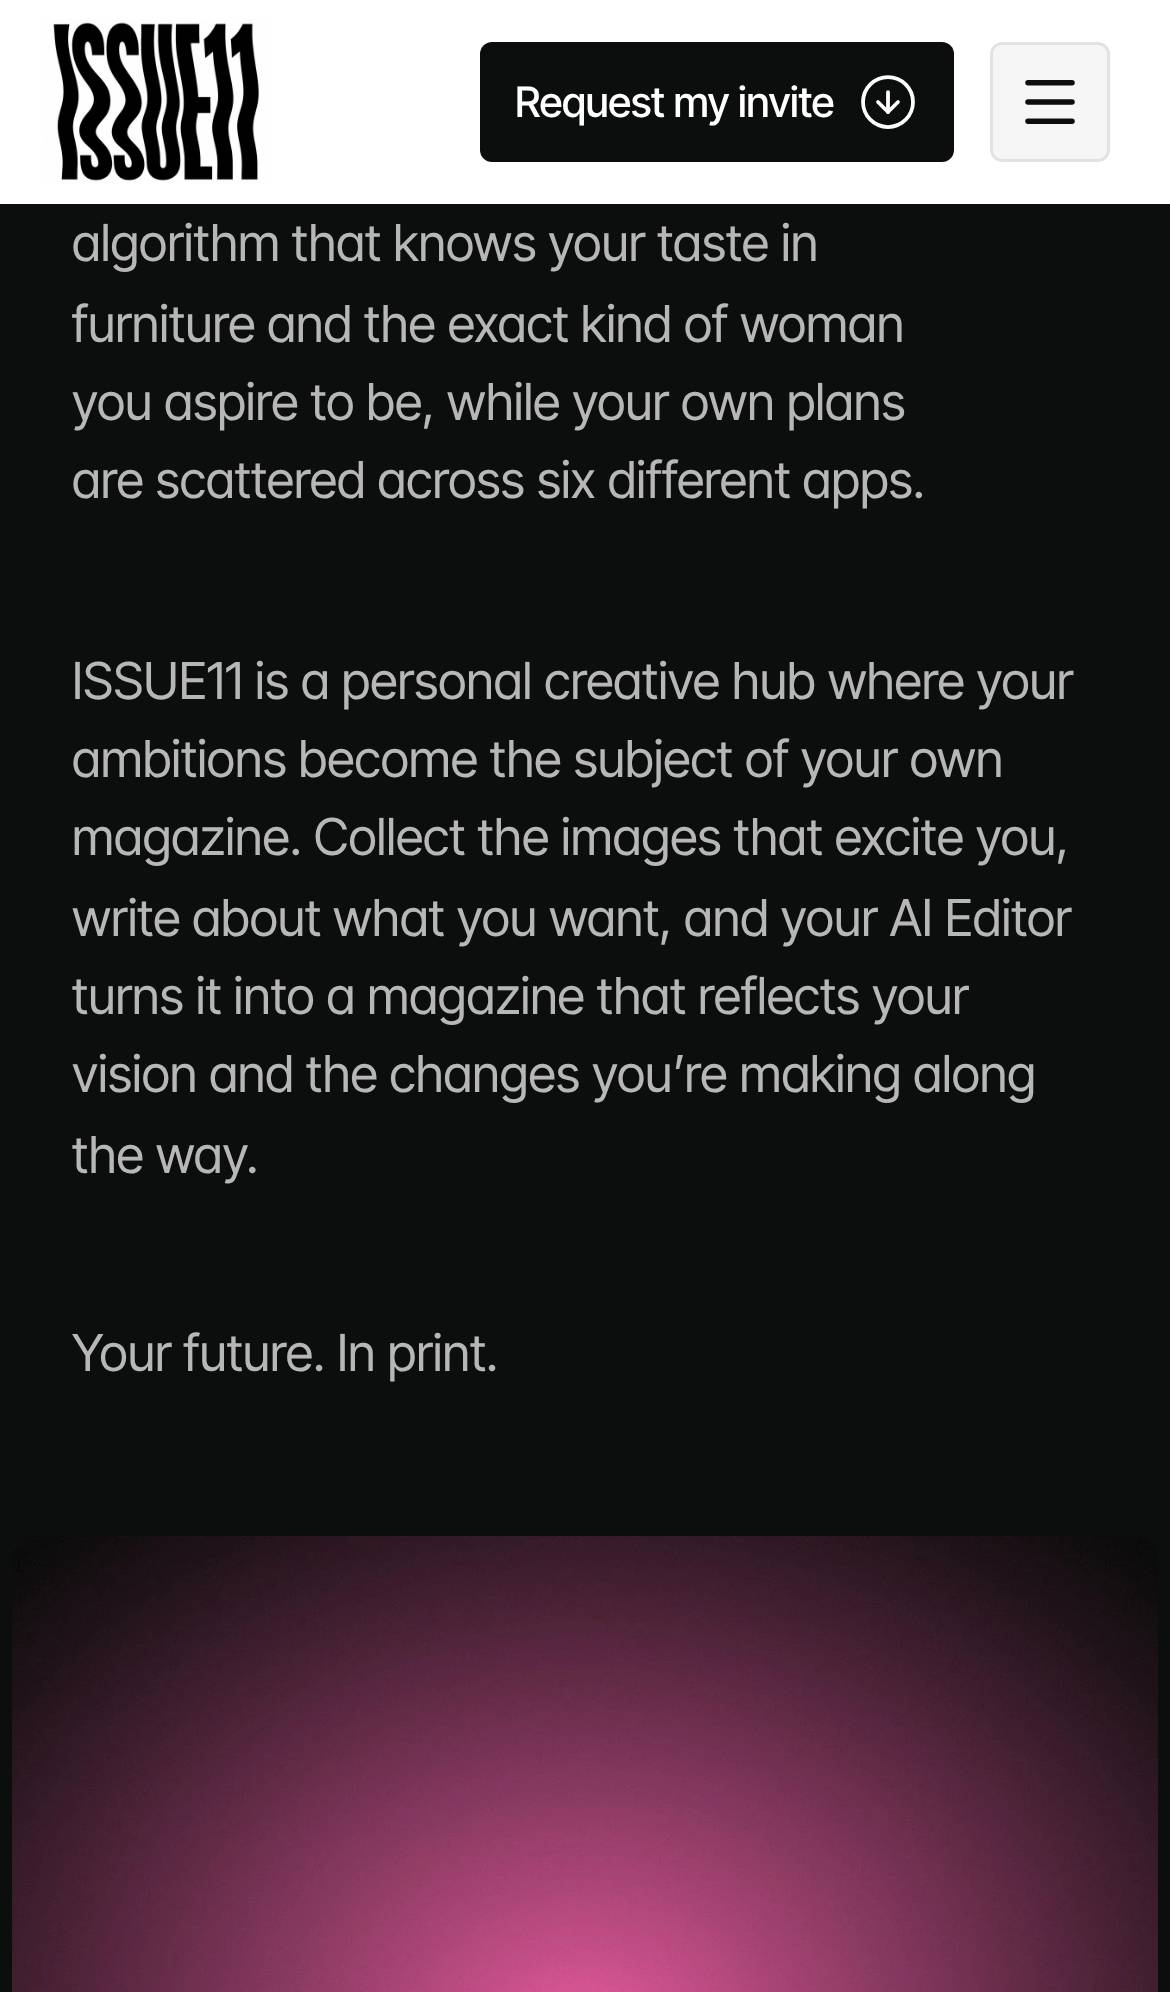 ISSUE11
Request my invite
algorithm that knows your taste in
furniture and the exact kind of woman
you aspire to be, while your own plans
are scattered across six different apps.
ISSUE11 is a personal creative hub where your
ambitions become the subject of your own
magazine. Collect the images that excite you,
write about what you want, and your AI Editor
turns it into a magazine that reflects your
vision and the changes you’re making along
the way.
Your future. In print.